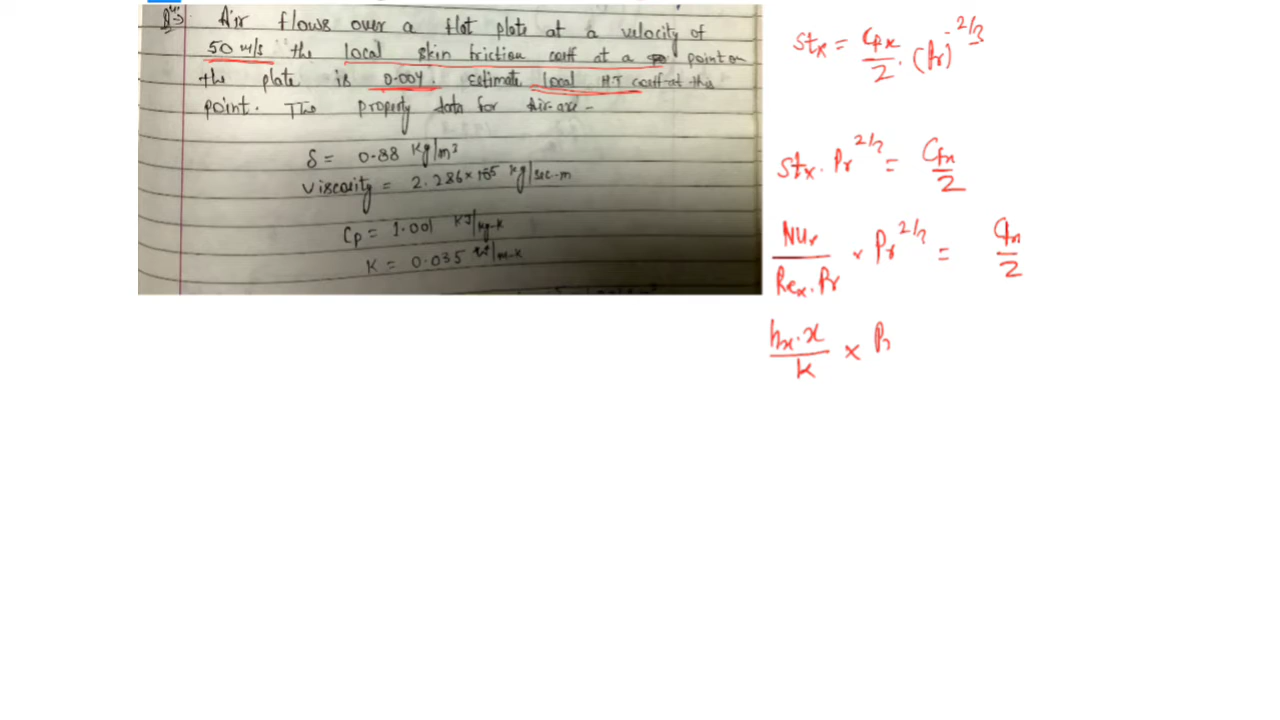 Air flows over a flat plate at a velocity of
50 m/s the local skin friction coeff at a point on
the plate is 0.004. Estimate local H.T coeff at this
point. The property data for Air are -
δ = 0.88 Kg/m³
Viscosity = 2.286 × 10⁻⁵ kg/sec-m
Cp = 1.001 KJ/kg-k
K = 0.035 W/m-k
Stₓ = Cfₓ/2 · (Pr)^-2/3
Stₓ · Pr^2/3 = Cfₓ/2
Nuₓ/Reₓ·Pr × Pr^2/3 = Cfₓ/2
hₓ·x/k × Pr